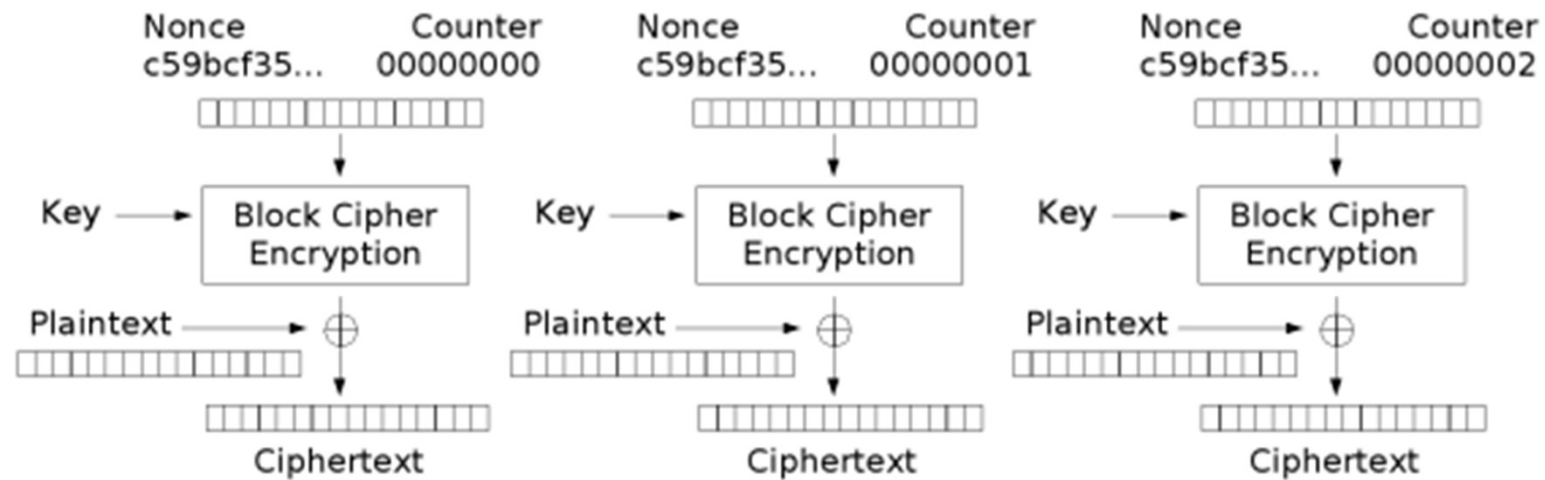 Nonce Counter Nonce Counter Nonce Counter
c59bcf35... 00000000 c59bcf35... 00000001 c59bcf35... 00000002
Key Block Cipher Encryption Key Block Cipher Encryption Key Block Cipher Encryption
Plaintext Plaintext Plaintext
Ciphertext Ciphertext Ciphertext